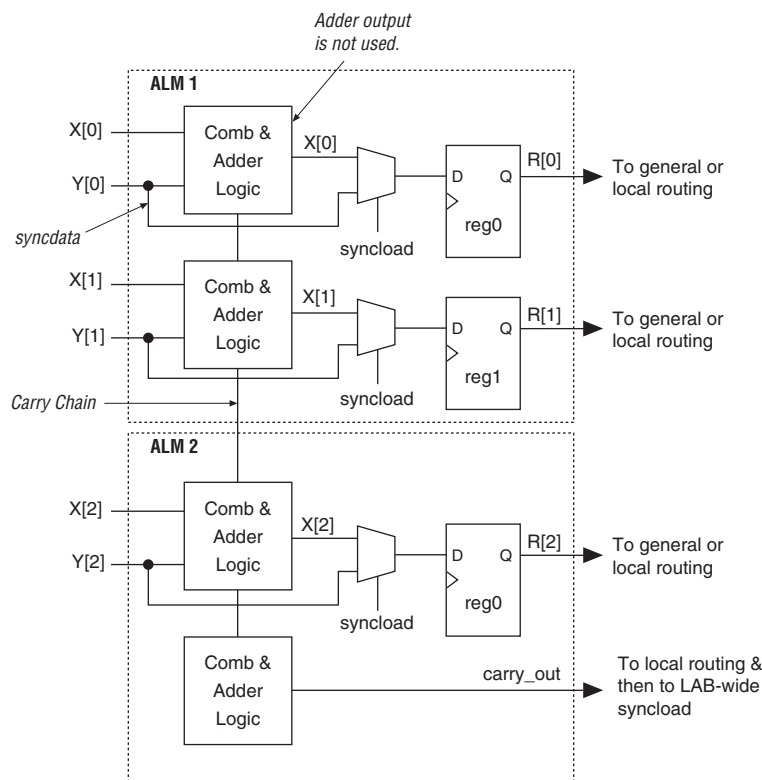 Adder output
is not used.
ALM 1
X[0]
Comb &
Adder
Logic
X[0]
Y[0]
syncdata
syncload
D
Q
reg0
R[0]
To general or
local routing
X[1]
Comb &
Adder
Logic
X[1]
Y[1]
syncload
D
Q
reg1
R[1]
To general or
local routing
Carry Chain
ALM 2
X[2]
Comb &
Adder
Logic
X[2]
Y[2]
syncload
D
Q
reg0
R[2]
To general or
local routing
Comb &
Adder
Logic
carry_out
To local routing &
then to LAB-wide
syncload